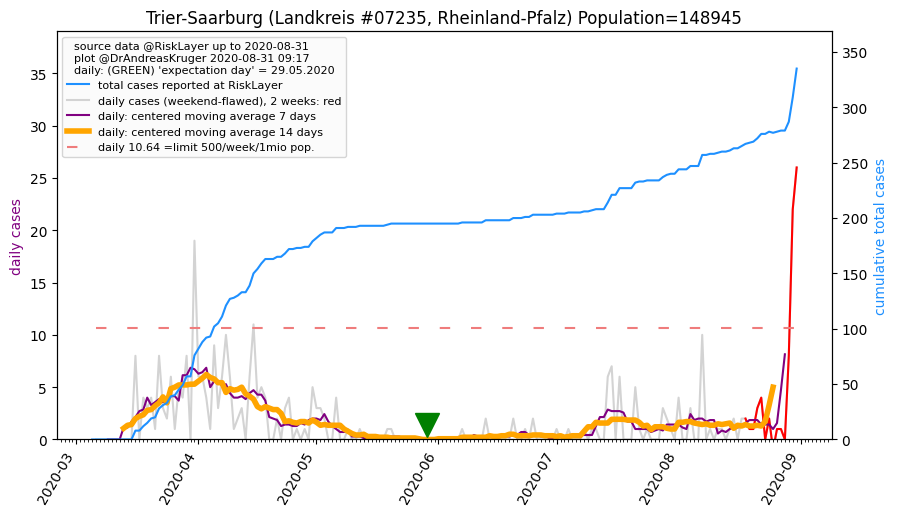 Trier-Saarburg (Landkreis #07235, Rheinland-Pfalz) Population=148945
source data @RiskLayer up to 2020-08-31
plot @DrAndreasKruger 2020-08-31 09:17
daily: (GREEN) 'expectation day' = 29.05.2020
total cases reported at RiskLayer
daily cases (weekend-flawed), 2 weeks: red
daily: centered moving average 7 days
daily: centered moving average 14 days
daily 10.64 =limit 500/week/1mio pop.
daily cases
35
30
25
20
15
10
5
0
cumulative total cases
350
300
250
200
150
100
50
0
2020-03
2020-04
2020-05
2020-06
2020-07
2020-08
2020-09